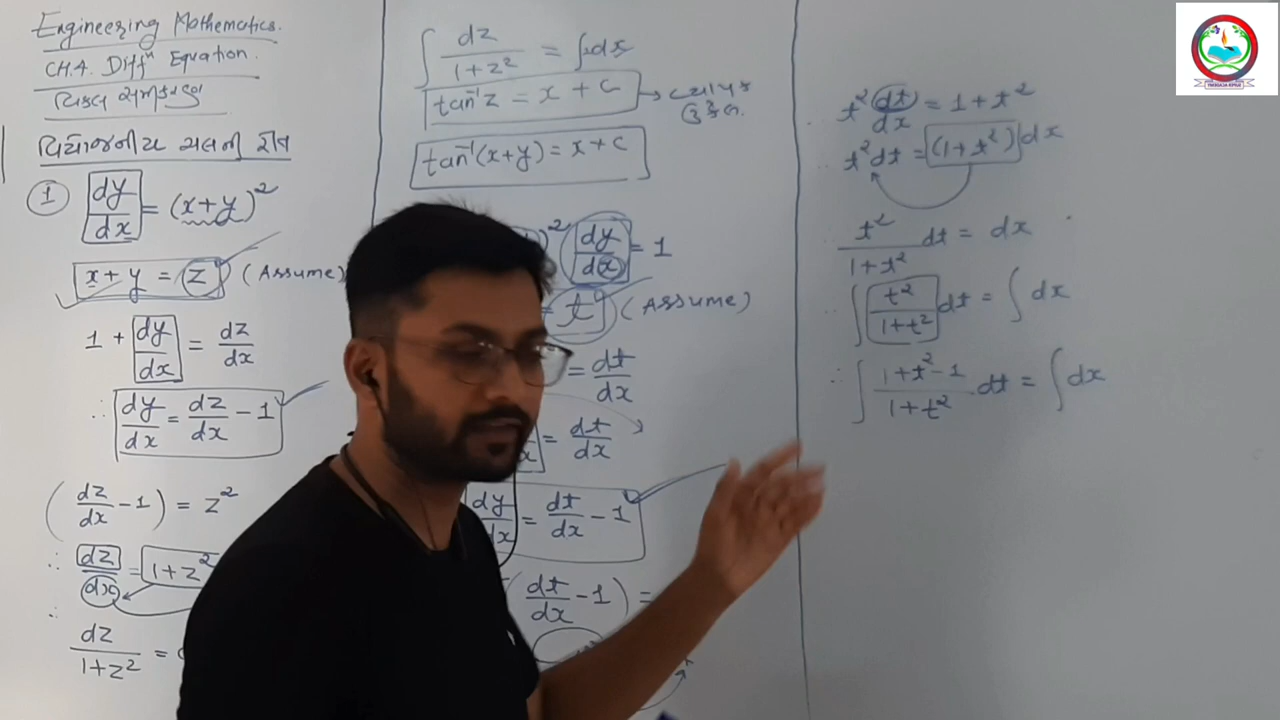 Engineering Mathematics.
CH.4. Diffⁿ Equation.
વિકલ સમીકરણ
વિયોજનીય ચલની રીત
① dy/dx = (x+y)²
x + y = z (Assume)
1 + dy/dx = dz/dx
∴ dy/dx = dz/dx - 1
(dz/dx - 1) = z²
∴ dz/dx = 1+z²
dz/1+z² =
∫ dz/1+z² = ∫1dx
tan⁻¹z = x + c → વ્યાપક ઉકેલ.
tan⁻¹(x+y) = x+c
)² dy/dx = 1
= t (Assume)
= dt/dx
= dt/dx
dy/dx = dt/dx - 1
(dt/dx - 1) =
∴ t² dt/dx = 1+t²
∴ t² dt = (1+t²) dx
∴ t²/1+t² dt = dx
∴ ∫ t²/1+t² dt = ∫ dx
∴ ∫ 1+t²-1/1+t² dt = ∫ dx